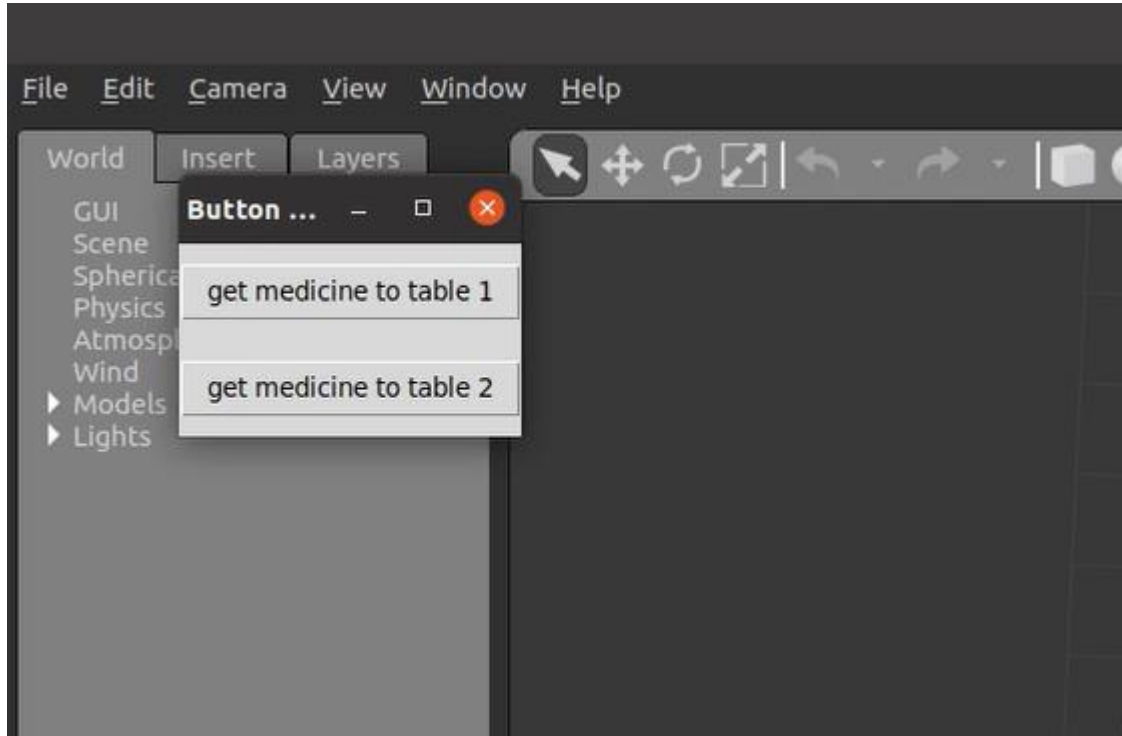 File Edit Camera View Window Help
World Insert Layers
Button ...
GUI
Scene
Physics
Wind
Models
Lights
get medicine to table 1
get medicine to table 2